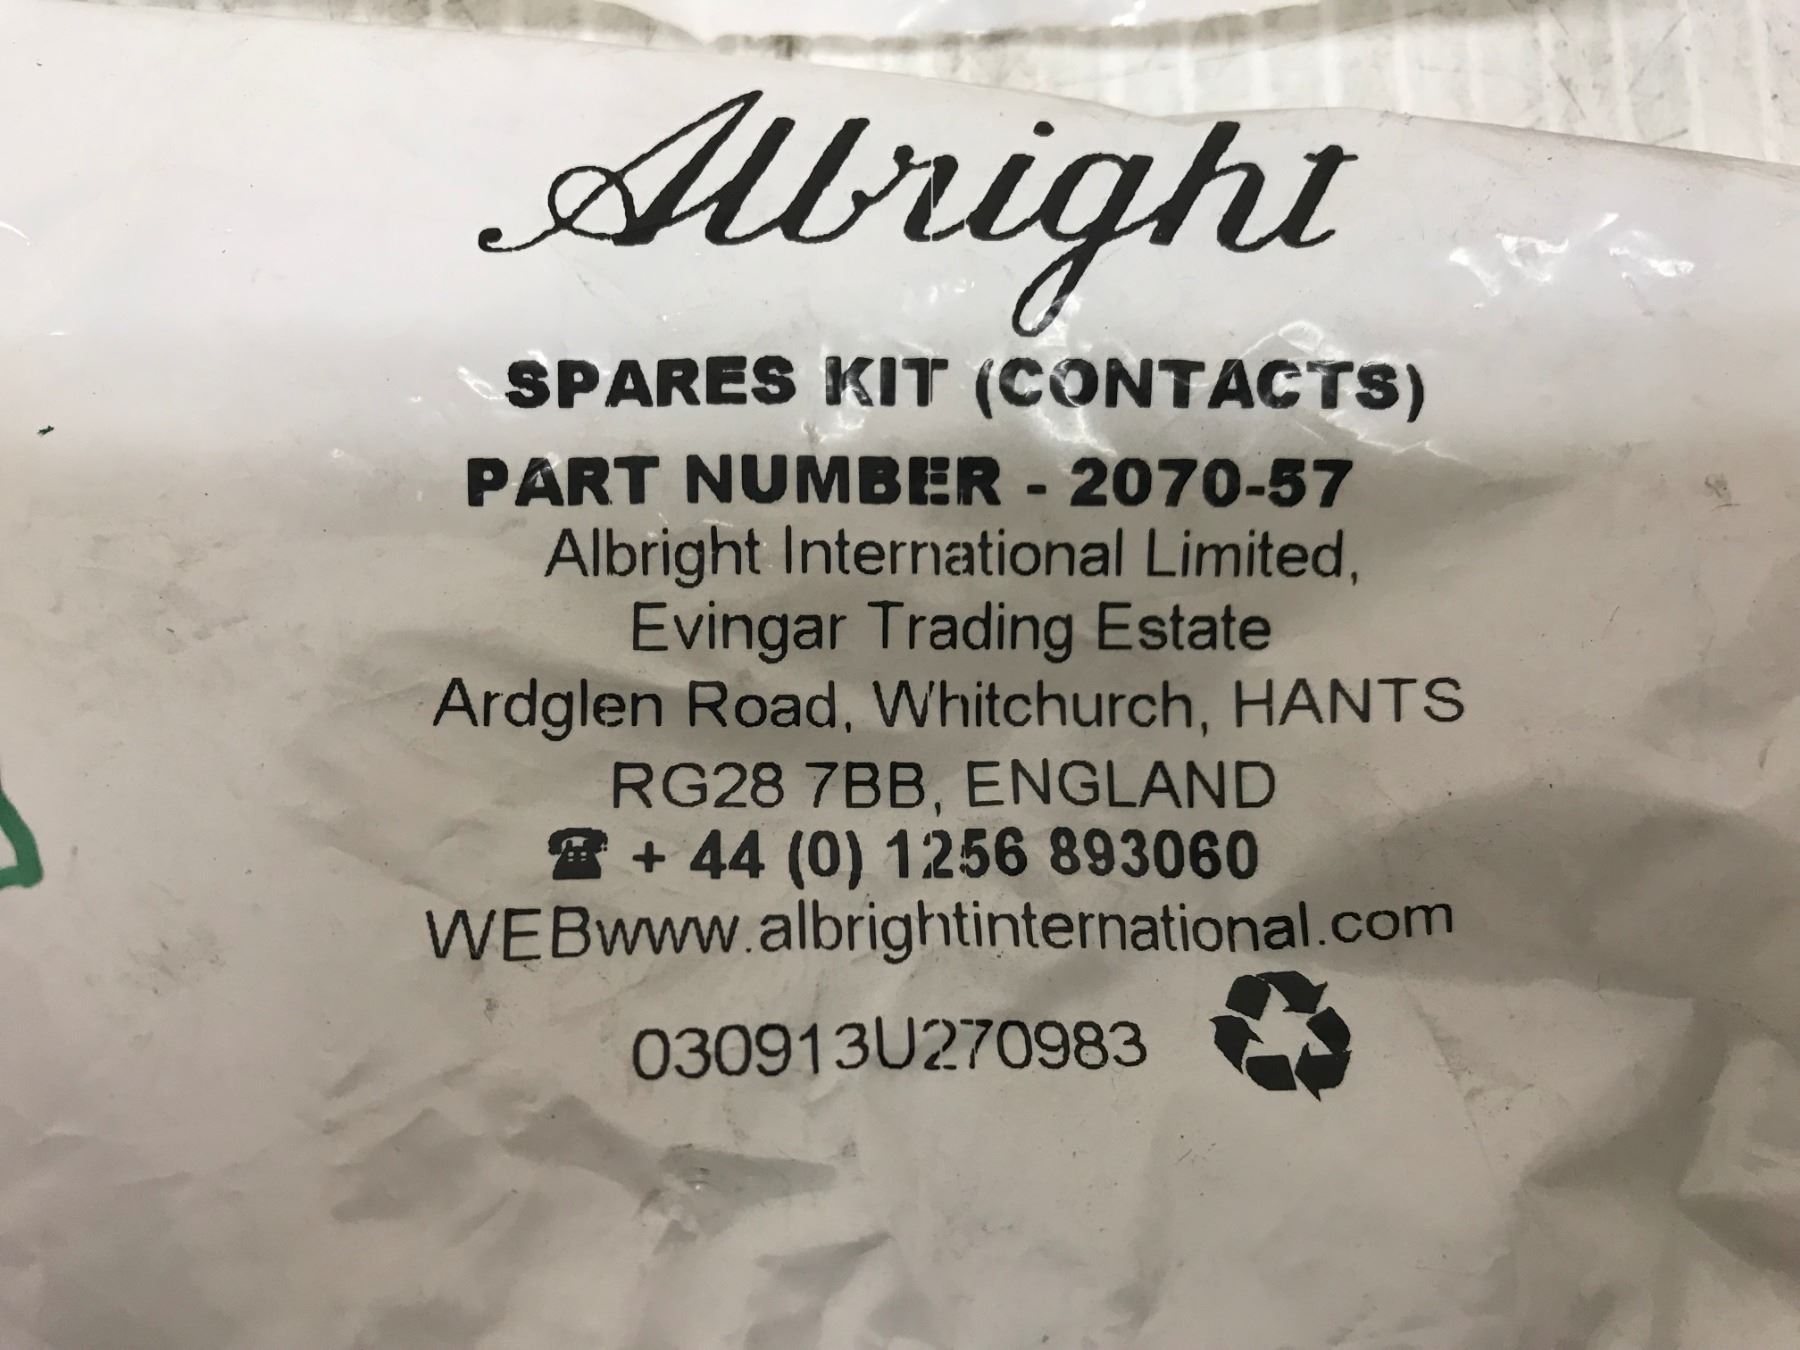 Albright
SPARES KIT (CONTACTS)
PART NUMBER - 2070-57
Albright International Limited,
Evingar Trading Estate
Ardglen Road, Whitchurch, HANTS
RG28 7BB, ENGLAND
☎ + 44 (0) 1256 893060
WEBwww.albrightinternational.com
030913U270983